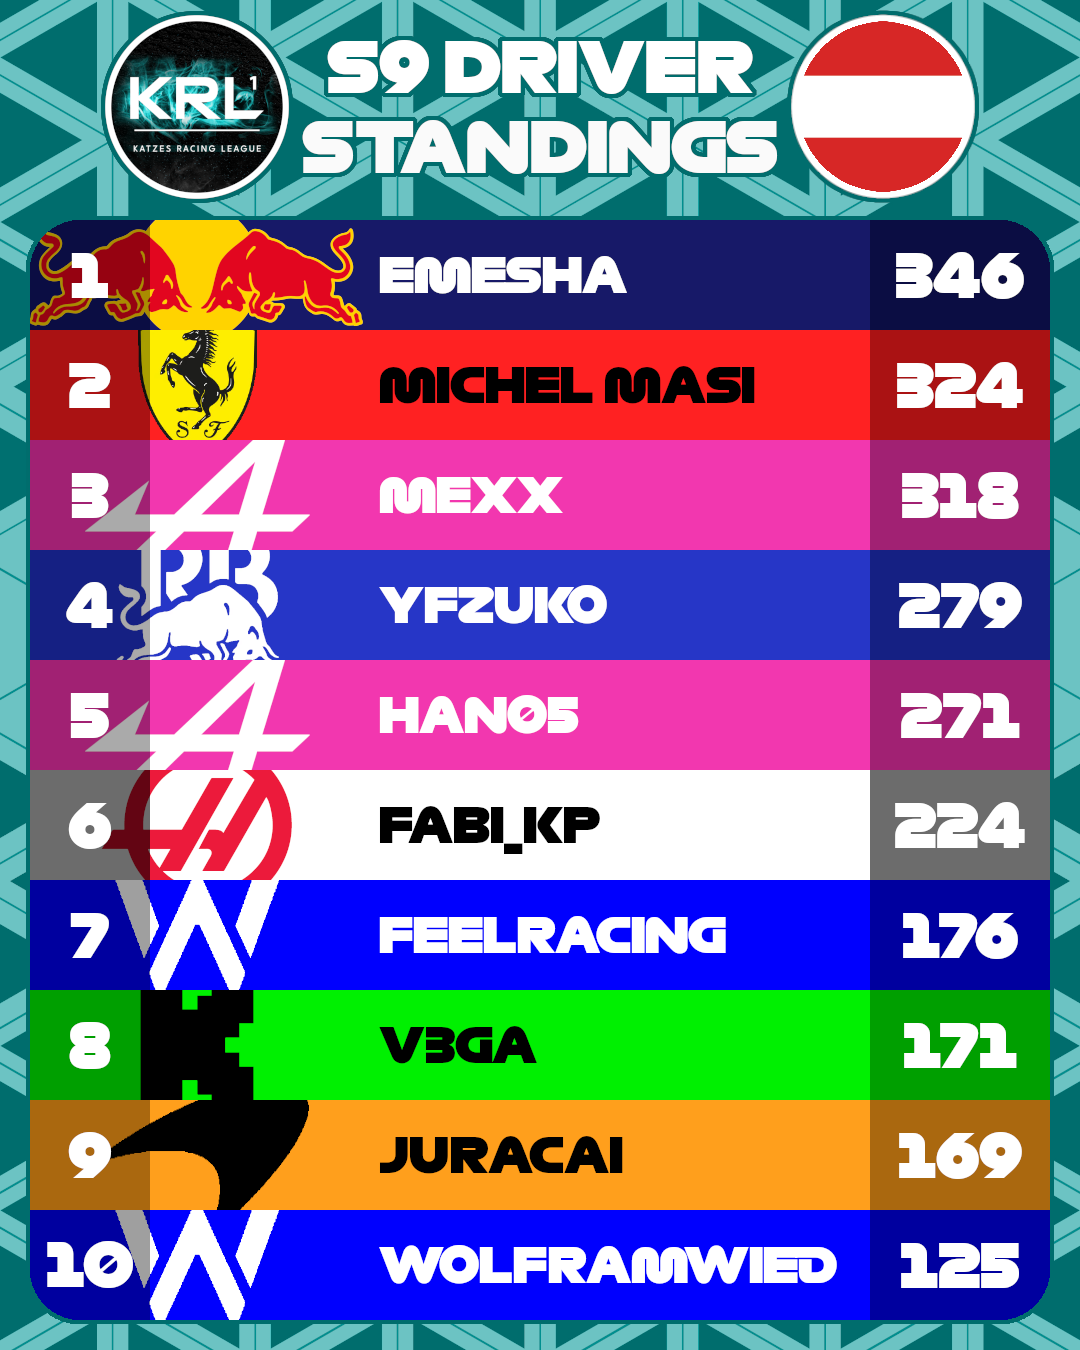 KRL1
KATZES RACING LEAGUE
S9 DRIVER
STANDINGS
1 EMESHA 346
2 S F MICHEL MASI 324
3 MEXX 318
4 RB YFZUKO 279
5 HAN05 271
6 FABI_KP 224
7 W FEELRACING 176
8 V3GA 171
9 JURACAI 169
10 W WOLFRAMWIED 125